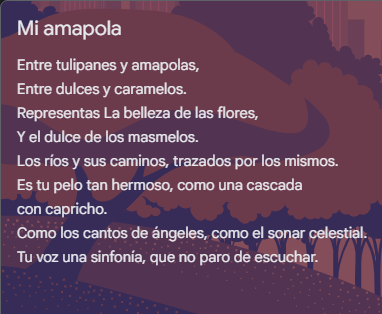 Mi amapola
Entre tulipanes y amapolas,
Entre dulces y caramelos.
Representas La belleza de las flores,
Y el dulce de los masmelos.
Los ríos y sus caminos, trazados por los mismos.
Es tu pelo tan hermoso, como una cascada
con capricho.
Como los cantos de ángeles, como el sonar celestial.
Tu voz una sinfonía, que no paro de escuchar.